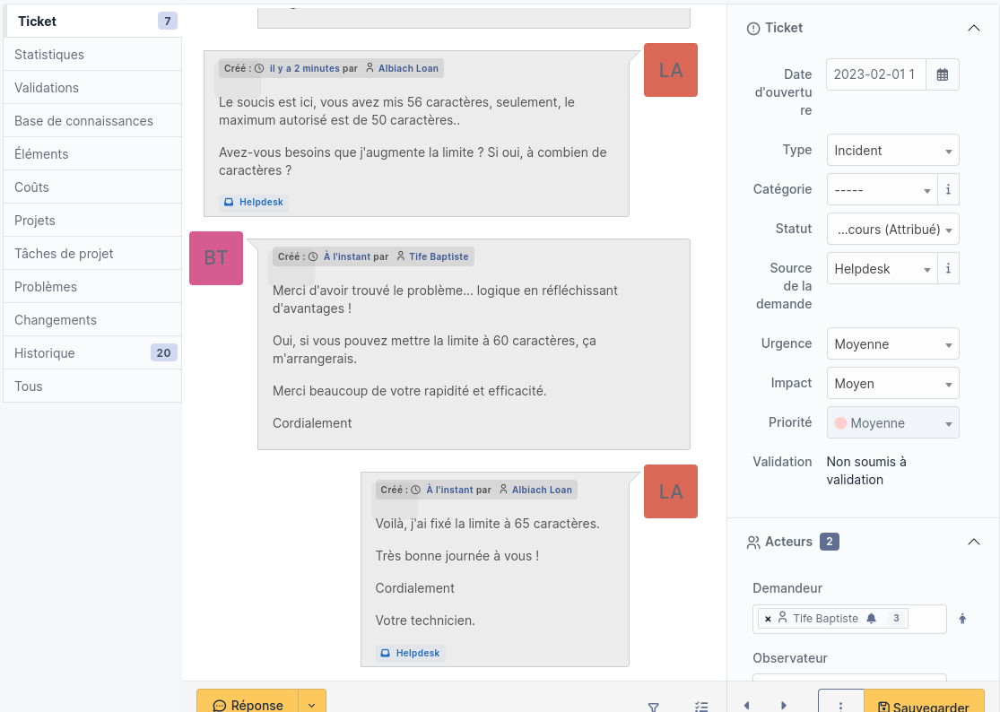 Ticket 7
Statistiques
Validations
Base de connaissances
Éléments
Coûts
Projets
Tâches de projet
Problèmes
Changements
Historique 20
Tous
Créé : il y a 2 minutes par Albiach Loan
LA
Le soucis est ici, vous avez mis 56 caractères, seulement, le
maximum autorisé est de 50 caractères..
Avez-vous besoins que j'augmente la limite ? Si oui, à combien de
caractères ?
Helpdesk
BT
Créé : À l'instant par Tife Baptiste
Merci d'avoir trouvé le problème... logique en réfléchissant
d'avantages !
Oui, si vous pouvez mettre la limite à 60 caractères, ça
m'arrangerais.
Merci beaucoup de votre rapidité et efficacité.
Cordialement
Créé : À l'instant par Albiach Loan
LA
Voilà, j'ai fixé la limite à 65 caractères.
Très bonne journée à vous !
Cordialement
Votre technicien.
Helpdesk
Réponse
Ticket
Date
d'ouvertu
re
2023-02-01 1
Type
Incident
Catégorie
----- i
Statut
...cours (Attribué)
Source
de la
demande
Helpdesk i
Urgence
Moyenne
Impact
Moyen
Priorité
Moyenne
Validation
Non soumis à
validation
Acteurs 2
Demandeur
× Tife Baptiste 3
Observateur
Sauvegarder